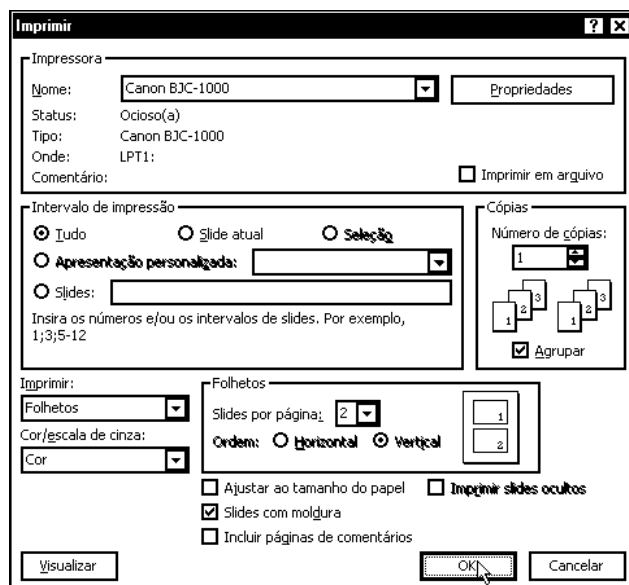 Imprimir
Impressora
Nome: Canon BJC-1000 Propriedades
Status: Ocioso(a)
Tipo: Canon BJC-1000
Onde: LPT1:
Comentário: Imprimir em arquivo
Intervalo de impressão Cópias
Tudo Slide atual Seleção Número de cópias:
Apresentação personalizada: 1
Slides:
Insira os números e/ou os intervalos de slides. Por exemplo,
1;3;5-12
1 2 3 1 2 3
Agrupar
Imprimir: Folhetos
Folhetos Slides por página: 2 1
Cor/escala de cinza: Ordem: Horizontal Vertical 2
Cor
Ajustar ao tamanho do papel Imprimir slides ocultos
Slides com moldura
Incluir páginas de comentários
Visualizar OK Cancelar